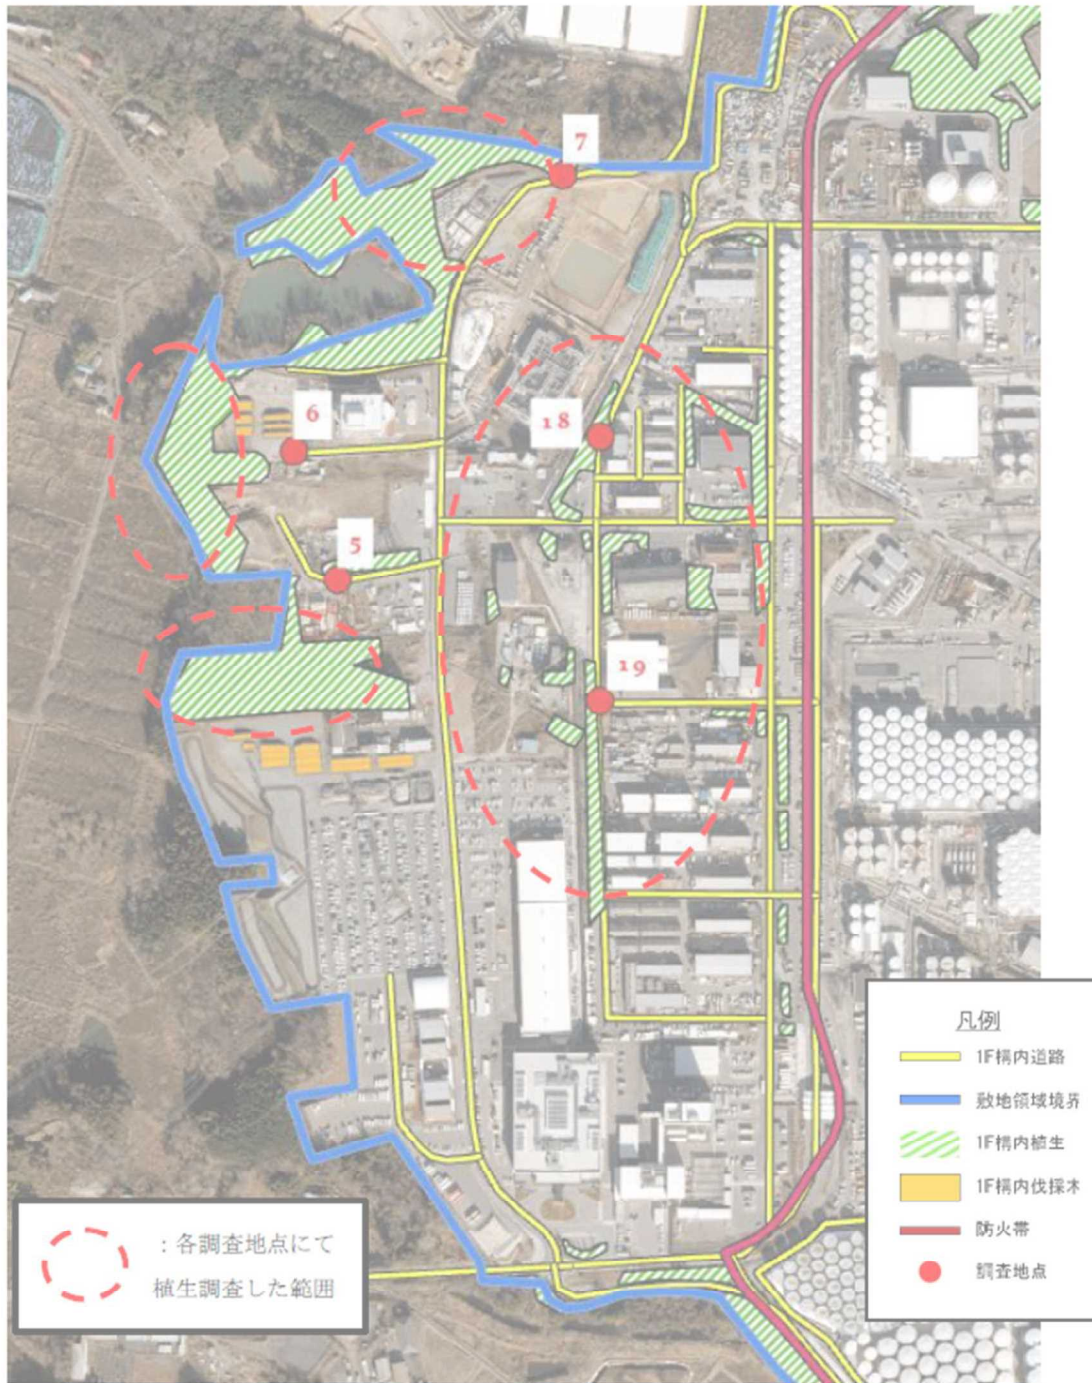 7
6
18
5
19
凡例
1F構内道路
敷地領域境界
1F構内植生
1F構内伐採木
防火帯
調査地点
：各調査地点にて
植生調査した範囲